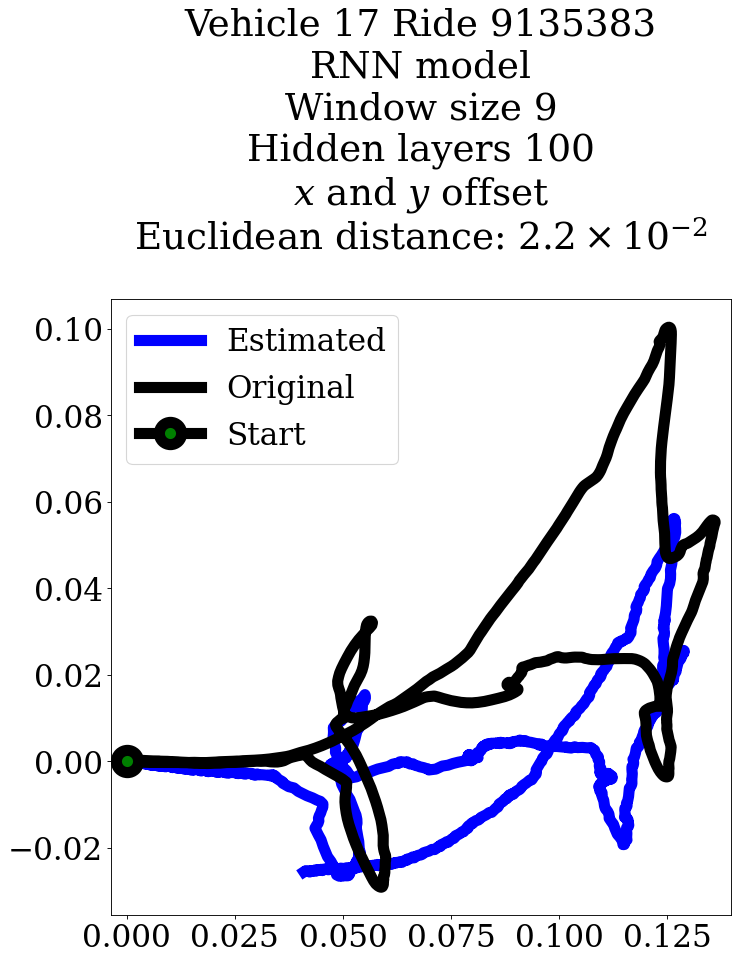 Vehicle 17 Ride 9135383
RNN model
Window size 9
Hidden layers 100
x and y offset
Euclidean distance: 2.2 × 10⁻²
Estimated
Original
Start
0.10
0.08
0.06
0.04
0.02
0.00
−0.02
0.000 0.025 0.050 0.075 0.100 0.125